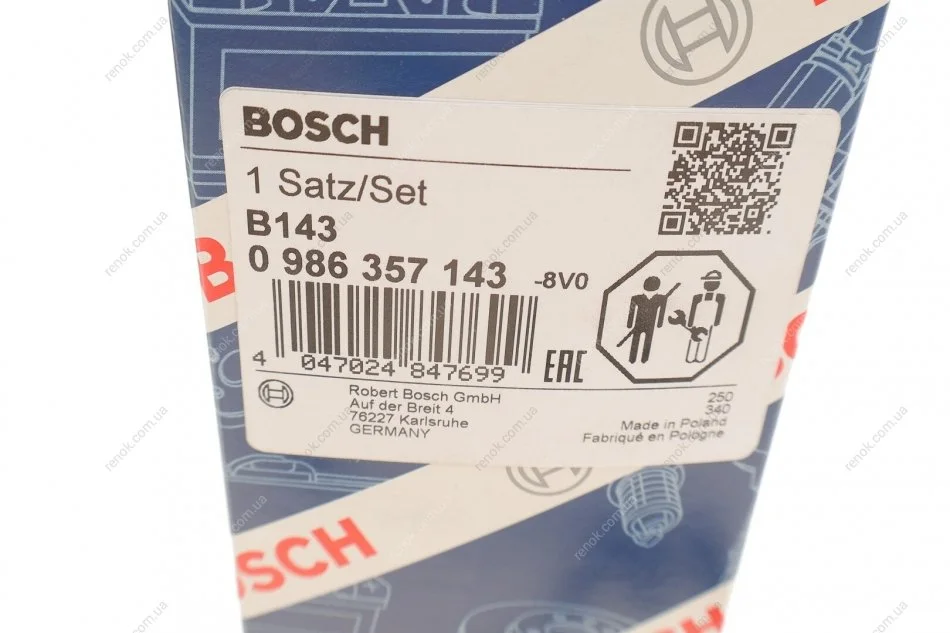 BOSCH
1 Satz/Set
B143
0 986 357 143 -8V0
4 047024 847699
EAC
Robert Bosch GmbH
Auf der Breit 4
76227 Karlsruhe
GERMANY
250
340
Made in Poland
Fabriqué en Pologne
B
OSCH
BOSCH
renok.com.ua